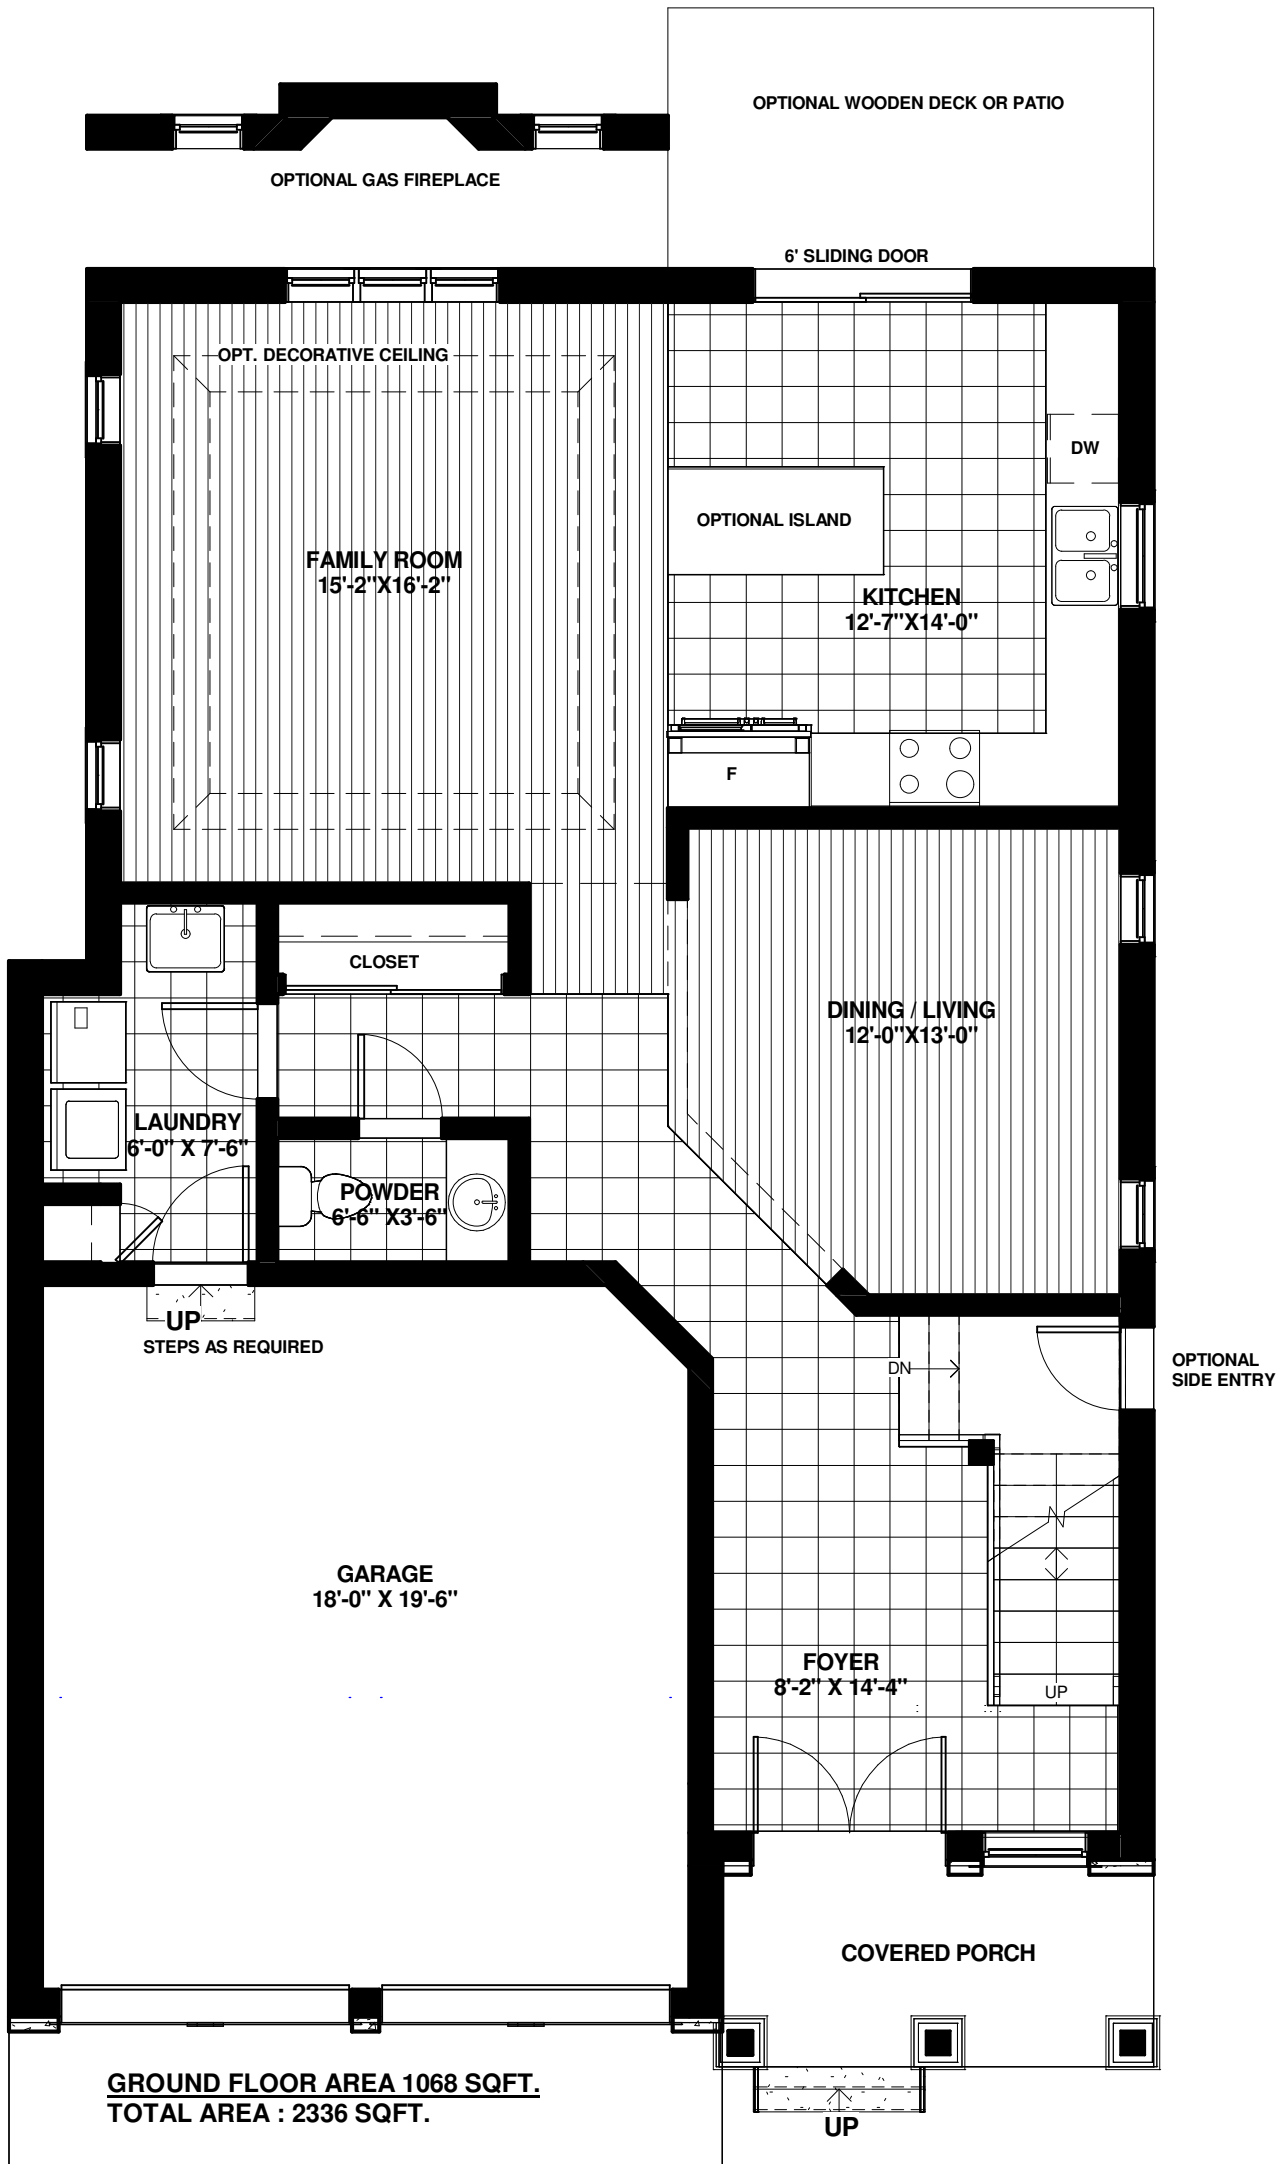 OPTIONAL WOODEN DECK OR PATIO
OPTIONAL GAS FIREPLACE
6' SLIDING DOOR
OPT. DECORATIVE CEILING
DW
OPTIONAL ISLAND
FAMILY ROOM
15'-2"X16'-2"
KITCHEN
12'-7"X14'-0"
F
CLOSET
DINING / LIVING
12'-0"X13'-0"
LAUNDRY
6'-0" X 7'-6"
POWDER
6'-6" X3'-6"
UP
STEPS AS REQUIRED
DN
OPTIONAL
SIDE ENTRY
GARAGE
18'-0" X 19'-6"
FOYER
8'-2" X 14'-4"
UP
COVERED PORCH
GROUND FLOOR AREA 1068 SQFT.
TOTAL AREA : 2336 SQFT.
UP